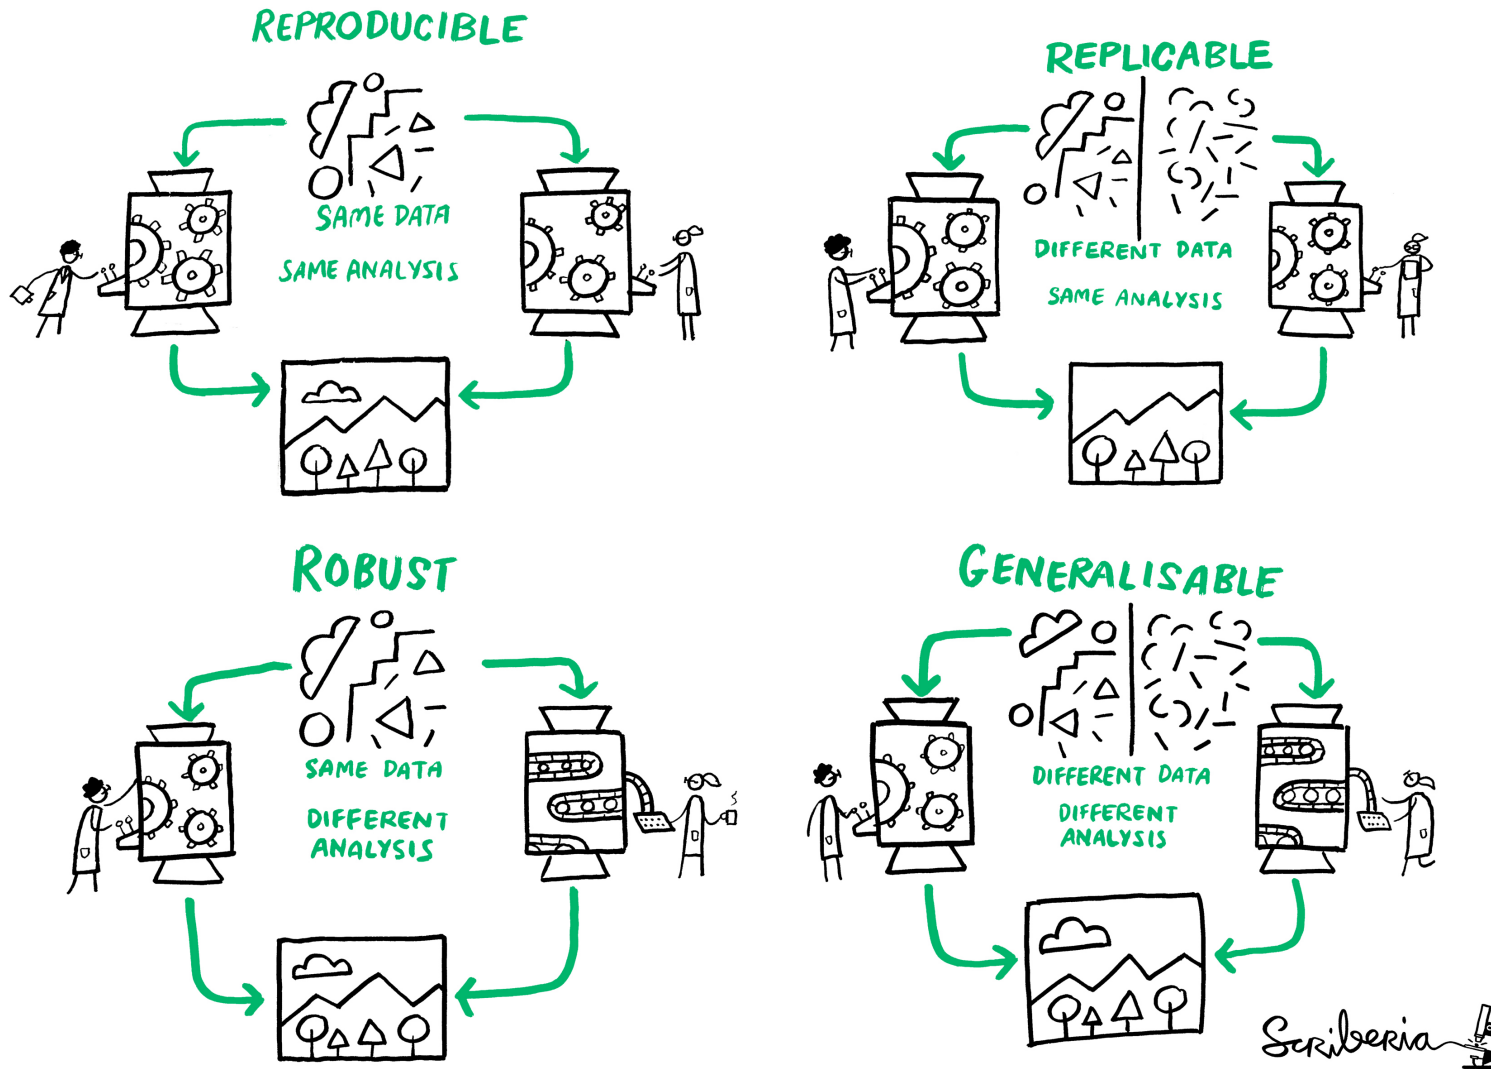 REPRODUCIBLE
SAME DATA
SAME ANALYSIS
REPLICABLE
DIFFERENT DATA
SAME ANALYSIS
ROBUST
SAME DATA
DIFFERENT
ANALYSIS
GENERALISABLE
DIFFERENT DATA
DIFFERENT
ANALYSIS
Scriberia